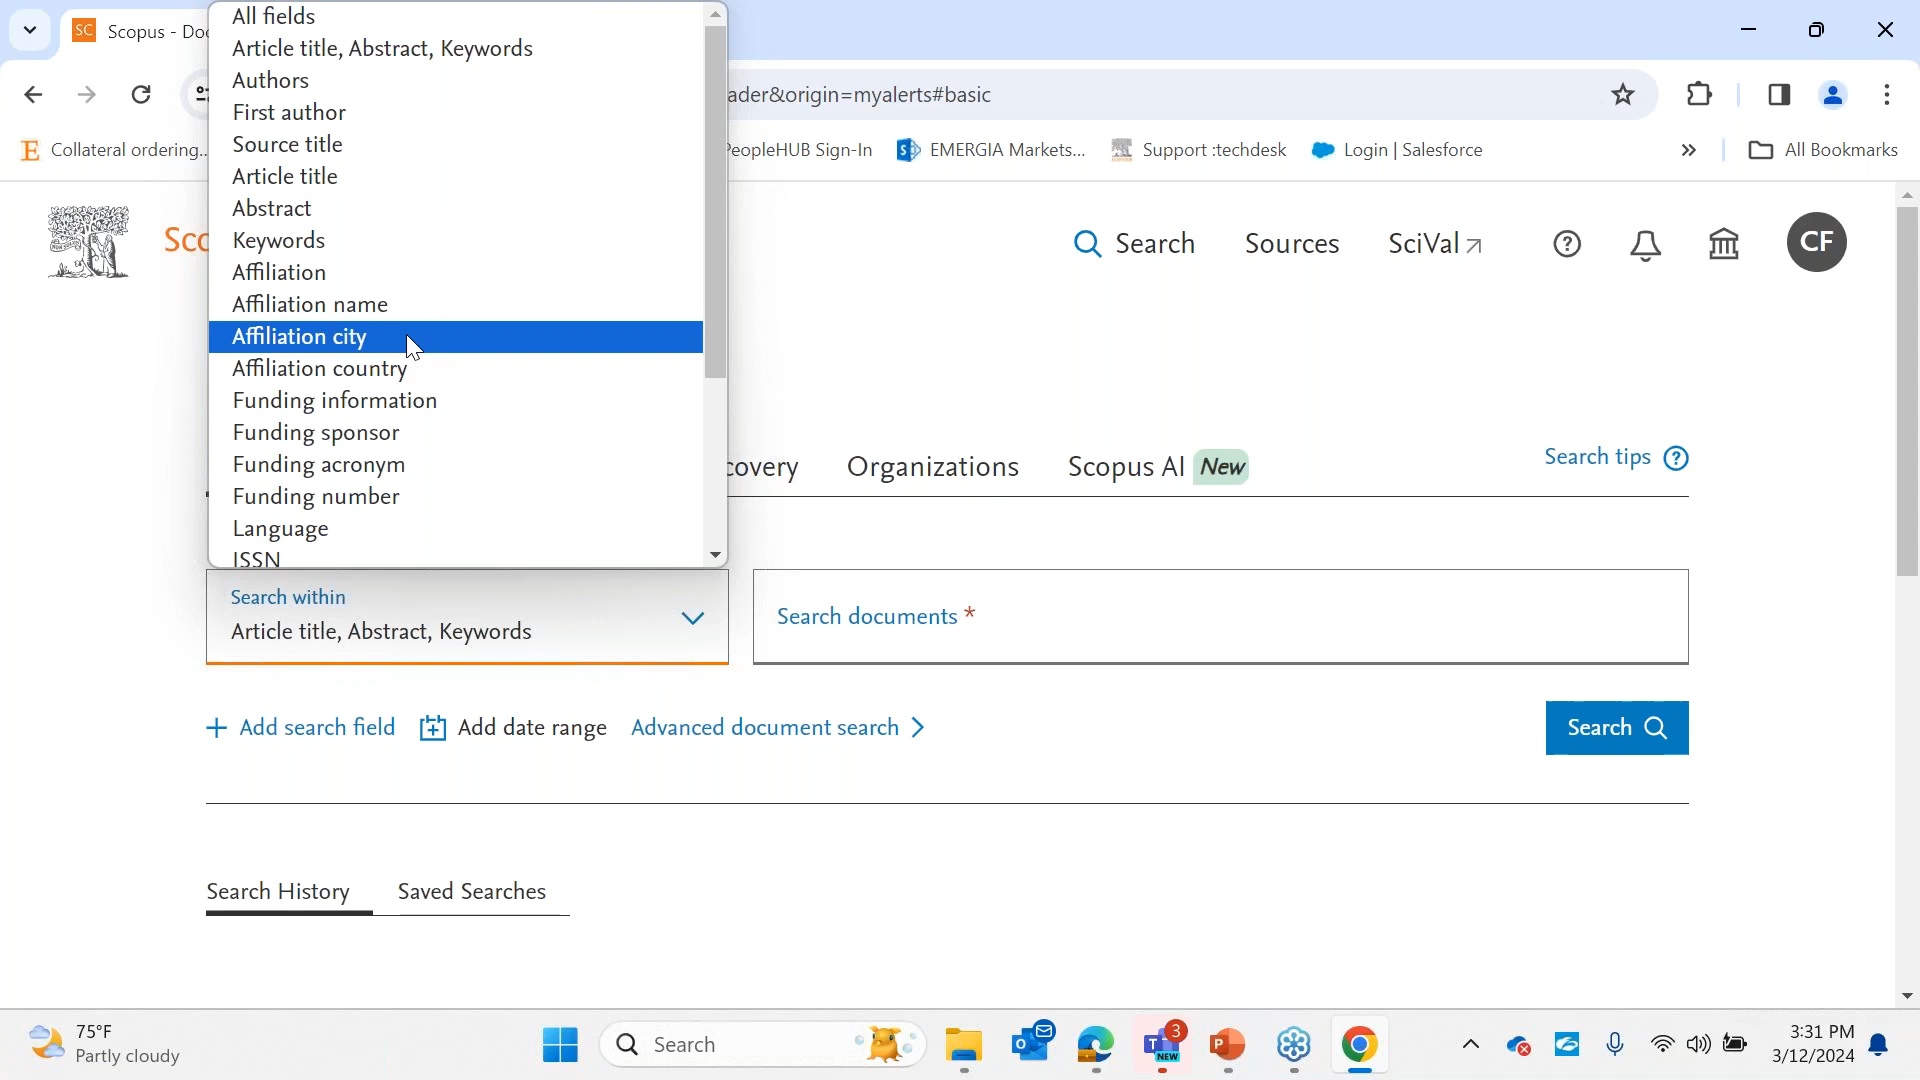 SC Scopus - Doc
All fields
Article title, Abstract, Keywords
Authors
First author
Source title
Article title
Abstract
Keywords
Affiliation
Affiliation name
Affiliation city
Affiliation country
Funding information
Funding sponsor
Funding acronym
Funding number
Language
ISSN
ader&origin=myalerts#basic
E Collateral ordering...
PeopleHUB Sign-In
EMERGIA Markets...
Support :techdesk
Login | Salesforce
» All Bookmarks
Sco
Search Sources SciVal CF
covery Organizations Scopus AI New
Search tips
Search within
Article title, Abstract, Keywords
Search documents *
Add search field Add date range Advanced document search
Search
Search History Saved Searches
75°F
Partly cloudy
Search
3
NEW
3:31 PM
3/12/2024